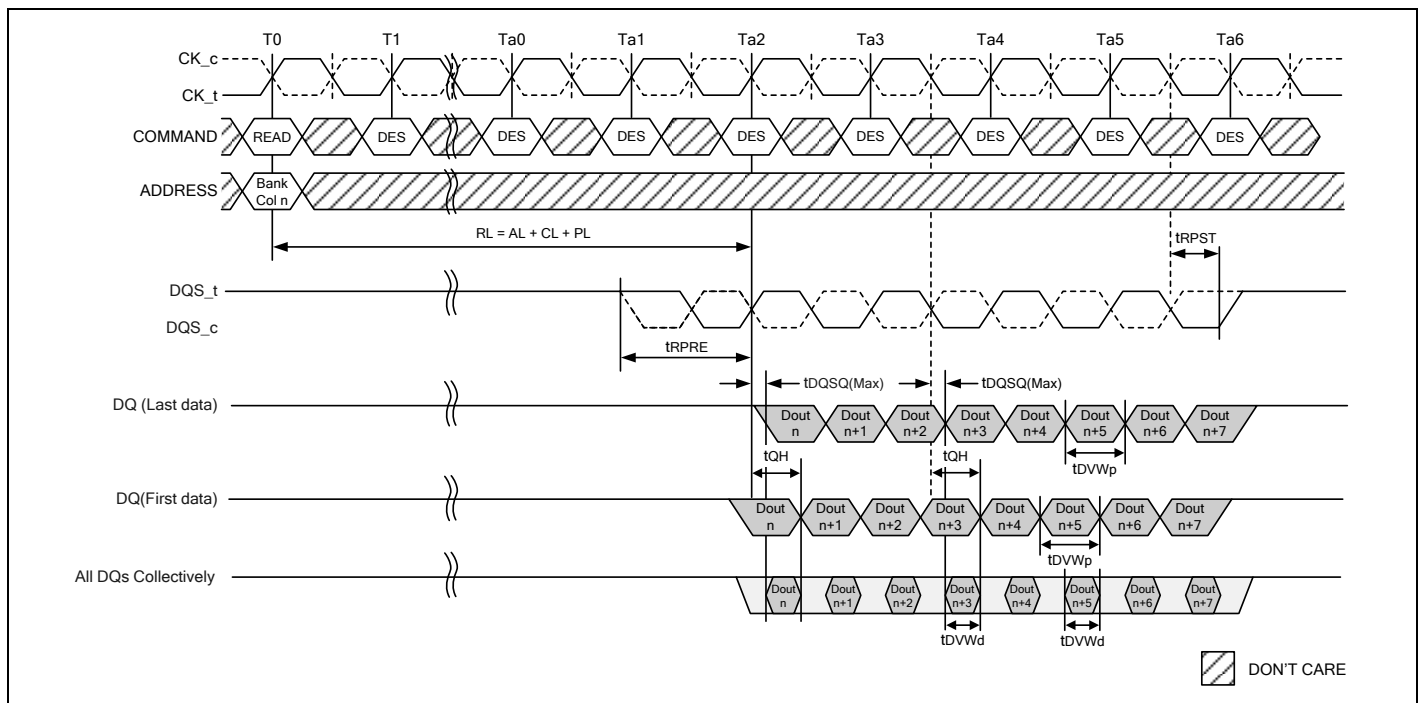 T0 T1 Ta0 Ta1 Ta2 Ta3 Ta4 Ta5 Ta6
CK_c
CK_t
COMMAND READ DES DES DES DES DES DES DES DES
ADDRESS Bank
Col n
RL = AL + CL + PL
tRPST
DQS_t
DQS_c
tRPRE
tDQSQ(Max) tDQSQ(Max)
DQ (Last data)
Dout Dout Dout Dout Dout Dout Dout Dout
n n+1 n+2 n+3 n+4 n+5 n+6 n+7
tQH tQH tDVWp
DQ(First data)
Dout Dout Dout Dout Dout Dout Dout Dout
n n+1 n+2 n+3 n+4 n+5 n+6 n+7
tDVWp
All DQs Collectively
Dout Dout Dout Dout Dout Dout Dout Dout
n n+1 n+2 n+3 n+4 n+5 n+6 n+7
tDVWd tDVWd
DON'T CARE